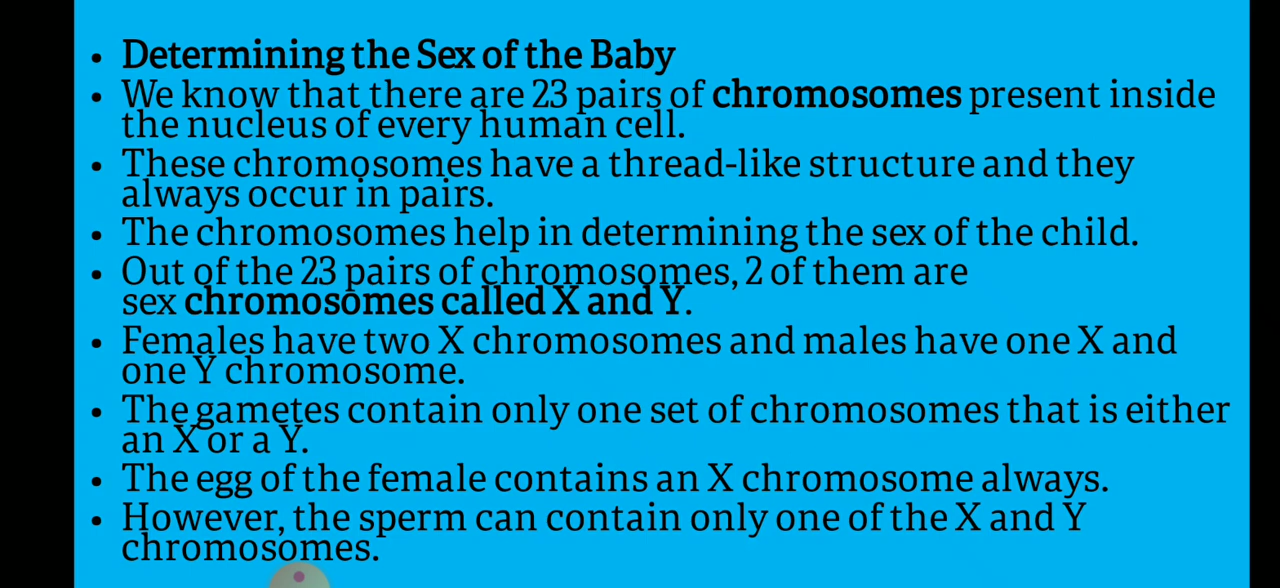 • Determining the Sex of the Baby
• We know that there are 23 pairs of chromosomes present inside
the nucleus of every human cell.
• These chromosomes have a thread-like structure and they
always occur in pairs.
• The chromosomes help in determining the sex of the child.
• Out of the 23 pairs of chromosomes, 2 of them are
sex chromosomes called X and Y.
• Females have two X chromosomes and males have one X and
one Y chromosome.
• The gametes contain only one set of chromosomes that is either
an X or a Y.
• The egg of the female contains an X chromosome always.
• However, the sperm can contain only one of the X and Y
chromosomes.